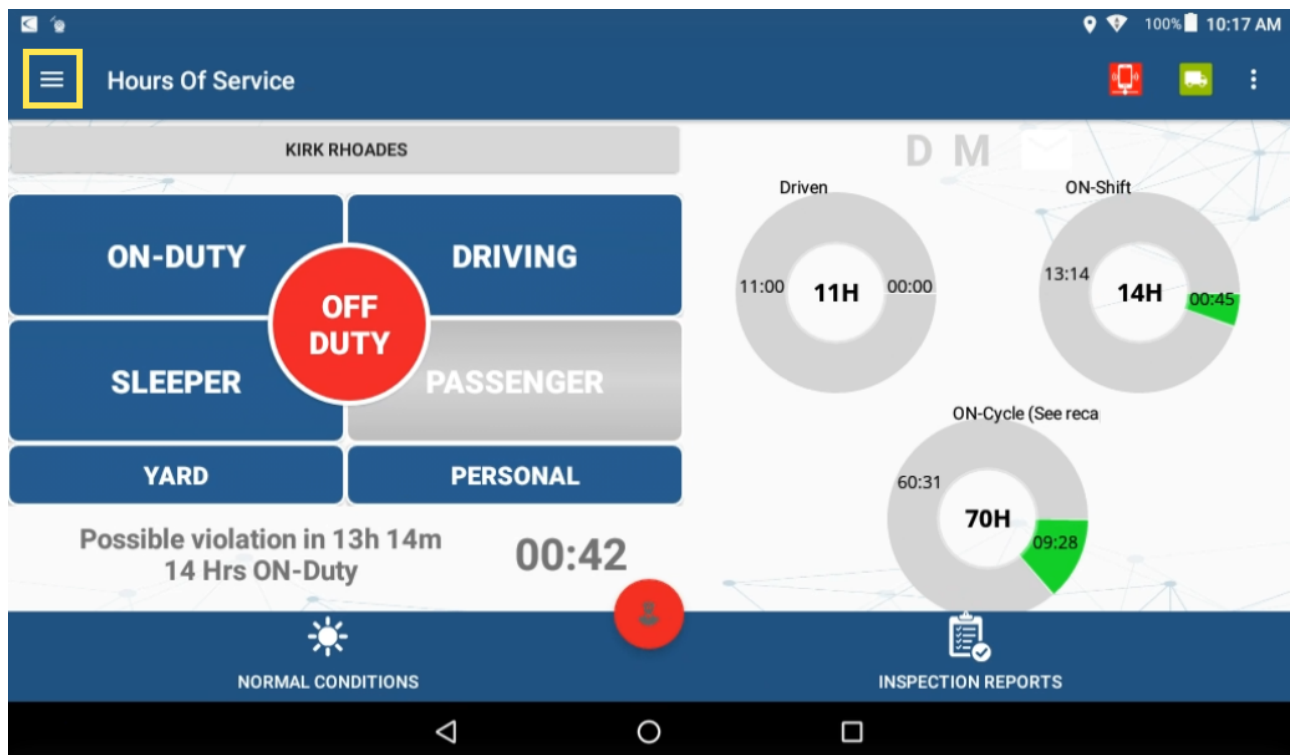 100% 10:17 AM
Hours Of Service
KIRK RHOADES
D M
ON-DUTY
DRIVING
OFF
DUTY
SLEEPER
PASSENGER
YARD
PERSONAL
Possible violation in 13h 14m
14 Hrs ON-Duty
00:42
Driven
11:00
11H
00:00
ON-Shift
13:14
14H
00:45
ON-Cycle (See reca
60:31
70H
09:28
NORMAL CONDITIONS
INSPECTION REPORTS